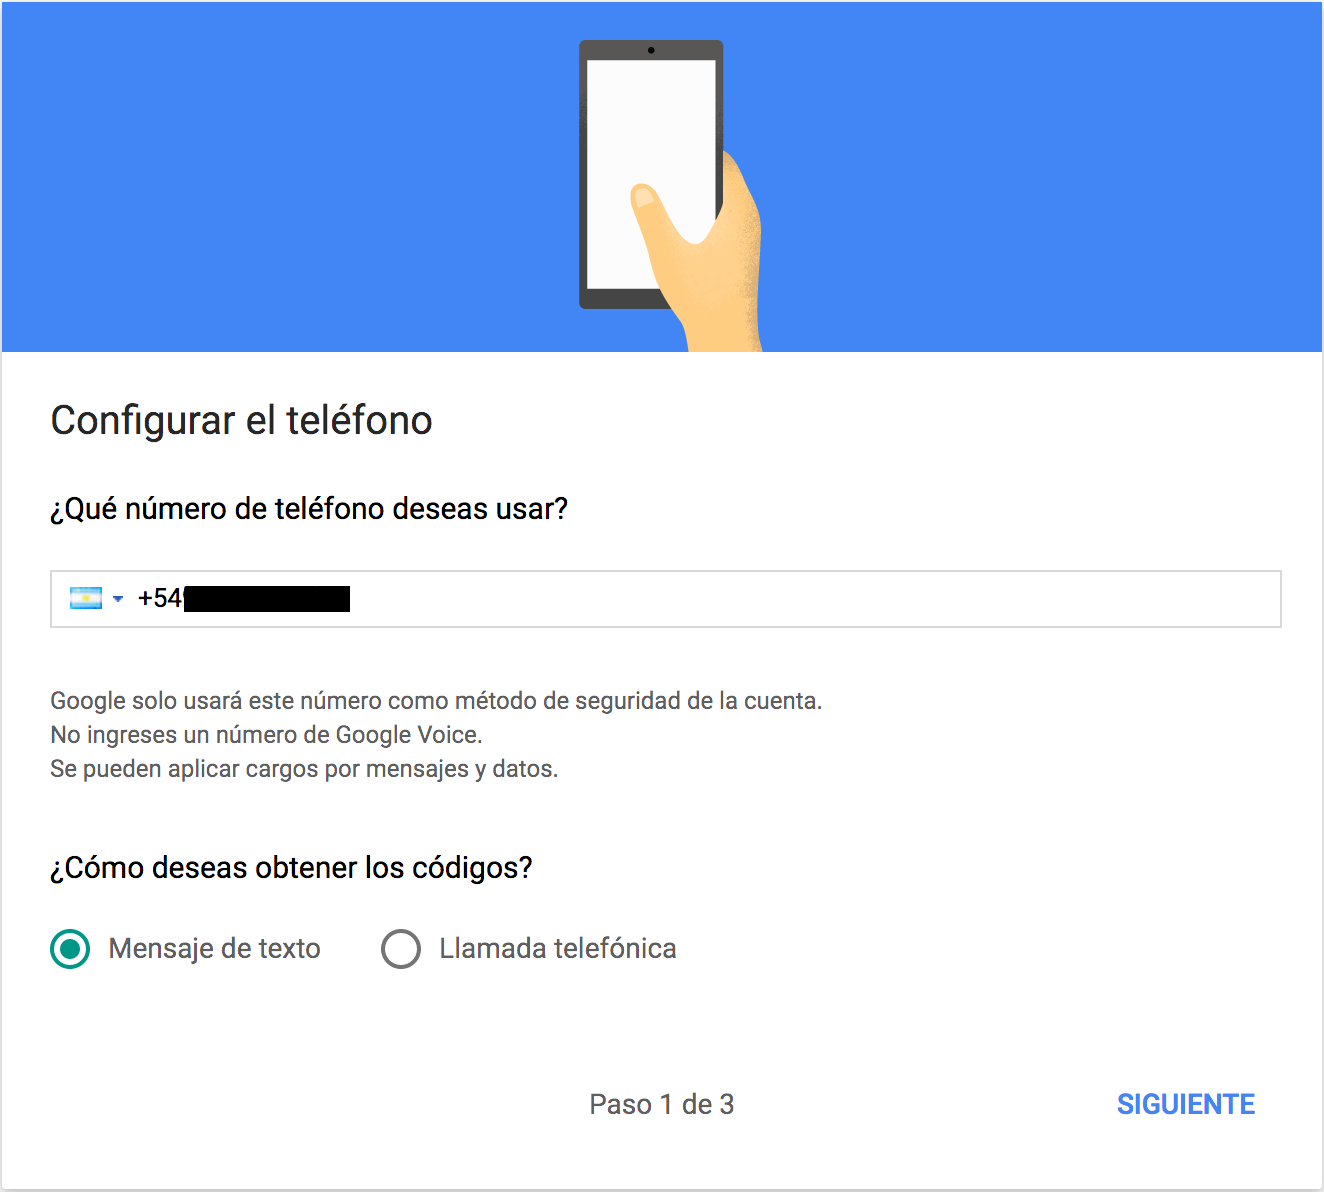 Configurar el teléfono
¿Qué número de teléfono deseas usar?
+54
Google solo usará este número como método de seguridad de la cuenta.
No ingreses un número de Google Voice.
Se pueden aplicar cargos por mensajes y datos.
¿Cómo deseas obtener los códigos?
Mensaje de texto Llamada telefónica
Paso 1 de 3 SIGUIENTE